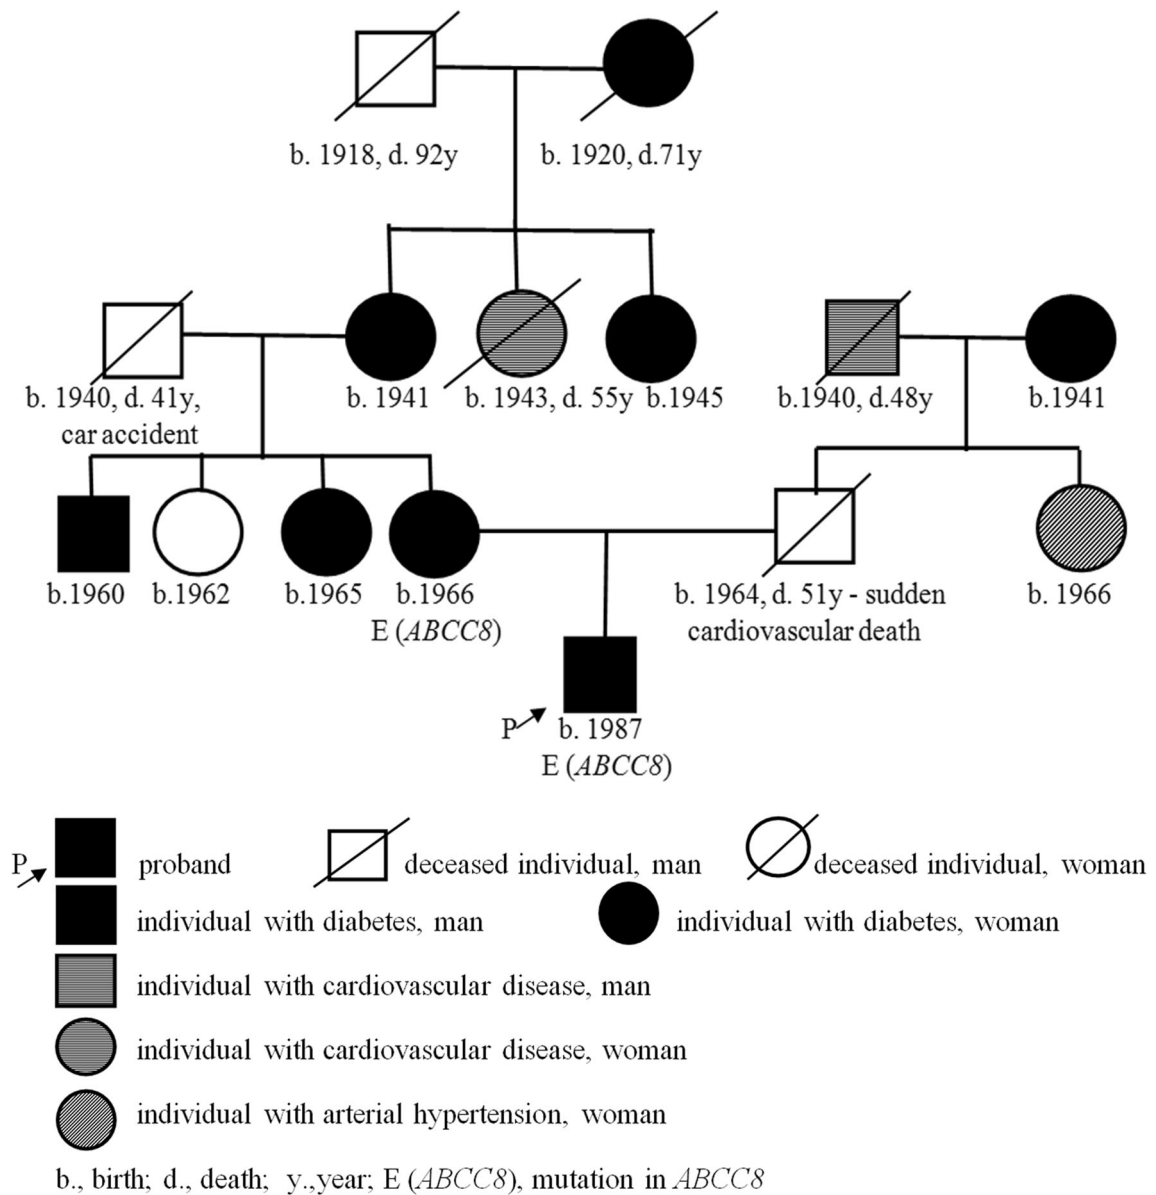 b. 1918, d. 92y b. 1920, d.71y
b. 1940, d. 41y, b. 1941 b. 1943, d. 55y b.1945 b.1940, d.48y b.1941
car accident
b.1960 b.1962 b.1965 b.1966 b. 1964, d. 51y - sudden b. 1966
E (ABCC8) cardiovascular death
P b. 1987
E (ABCC8)
P proband deceased individual, man deceased individual, woman
individual with diabetes, man individual with diabetes, woman
individual with cardiovascular disease, man
individual with cardiovascular disease, woman
individual with arterial hypertension, woman
b., birth; d., death; y.,year; E (ABCC8), mutation in ABCC8